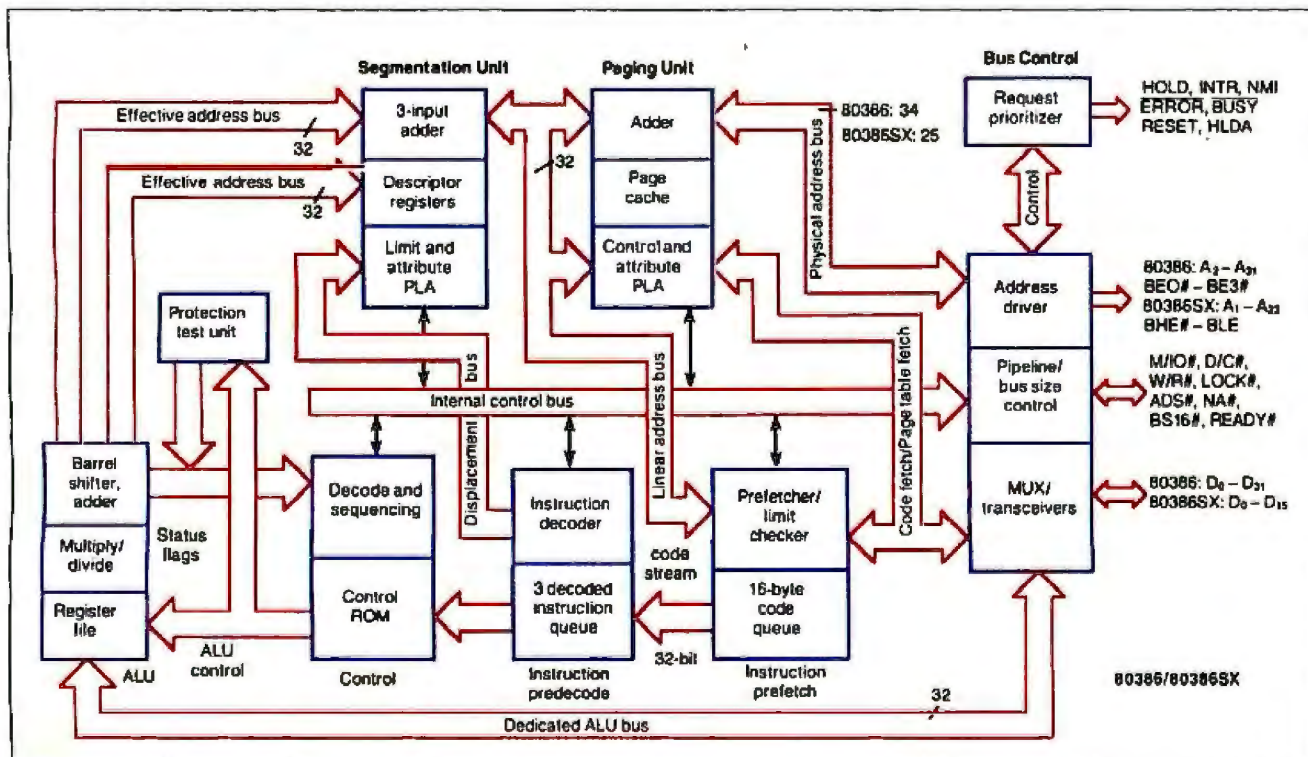 Segmentation Unit
Paging Unit
Bus Control
3-input
adder
Descriptor
registers
Limit and
attribute
PLA
Adder
Page
cache
Control and
attribute
PLA
Request
prioritizer
HOLD, INTR, NMI
ERROR, BUSY
RESET, HLDA
Effective address bus
32
Effective address bus
32
32
80386: 34
80386SX: 25
Physical address bus
Control
Address
driver
80386: A2 – A31
BEO# – BE3#
80386SX: A1 – A23
BHE# – BLE
Protection
test unit
Pipeline/
bus size
control
M/IO#, D/C#,
W/R#, LOCK#,
ADS#, NA#,
BS16#, READY#
Internal control bus
Displacement bus
Linear address bus
Code fetch/Page table fetch
MUX/
transceivers
80386: D0 – D31
80386SX: D0 – D15
Barrel
shifter,
adder
Multiply/
divide
Register
file
Status
flags
Decode and
sequencing
Control
ROM
Instruction
decoder
3 decoded
instruction
queue
code
stream
Prefetcher/
limit
checker
16-byte
code
queue
32-bit
ALU
ALU
control
Control
Instruction
predecode
Instruction
prefetch
80386/80386SX
32
Dedicated ALU bus